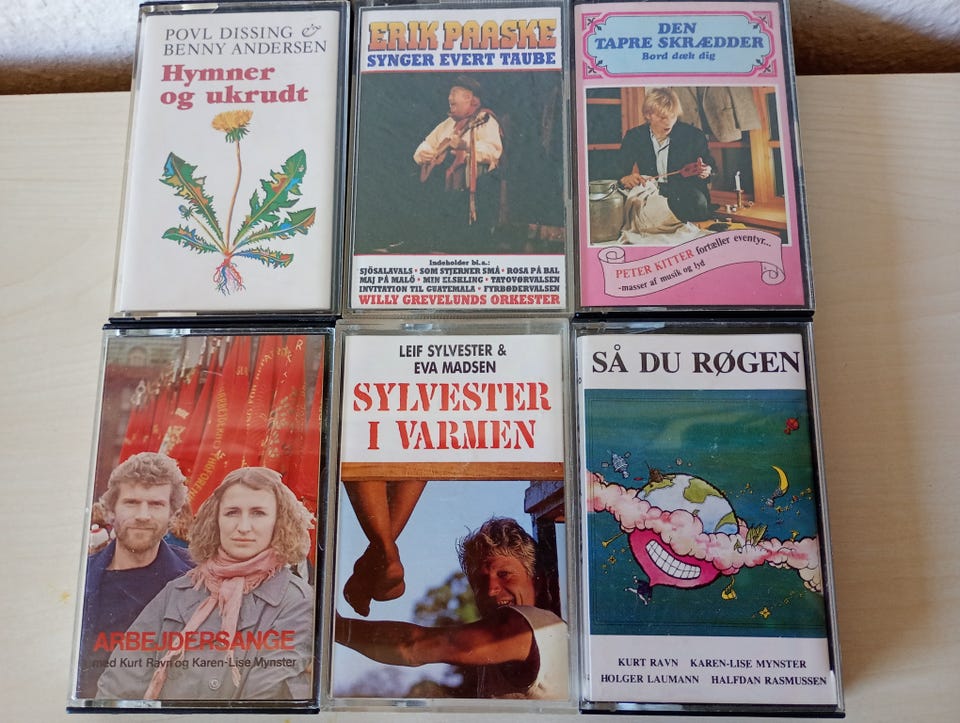 POVL DISSING &
BENNY ANDERSEN
Hymner
og ukrudt
ERIK PAASKE
SYNGER EVERT TAUBE
Indeholder bl.a.:
SJÖSALAVALS • SOM STJERNER SMÅ • ROSA PÅ BAL
MAJ PÅ MALÖ • MIN ELSKLING • TATOVØRVALSEN
INVITATION TIL GUATEMALA • FYRBØDERVALSEN
WILLY GREVELUNDS ORKESTER
DEN
TAPRE SKRÆDDER
Bord dæk dig
PETER KITTER fortæller eventyr...
-masser af musik og lyd
ARBEJDERSANGE
med Kurt Ravn og Karen-Lise Mynster
LEIF SYLVESTER &
EVA MADSEN
SYLVESTER
I VARMEN
SÅ DU RØGEN
KURT RAVN KAREN-LISE MYNSTER
HOLGER LAUMANN HALFDAN RASMUSSEN